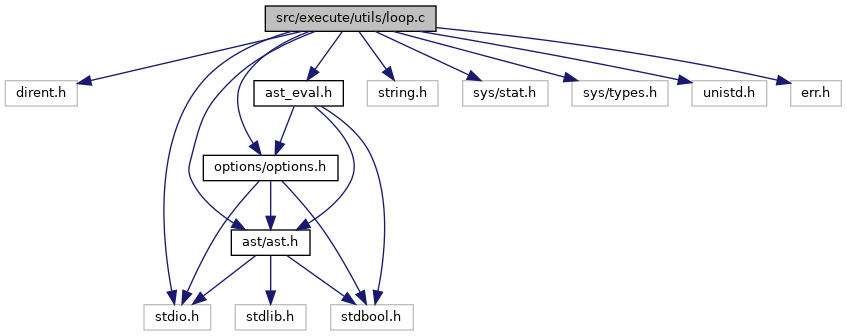 src/execute/utils/loop.c
dirent.h
ast_eval.h
string.h
sys/stat.h
sys/types.h
unistd.h
err.h
options/options.h
ast/ast.h
stdio.h
stdlib.h
stdbool.h